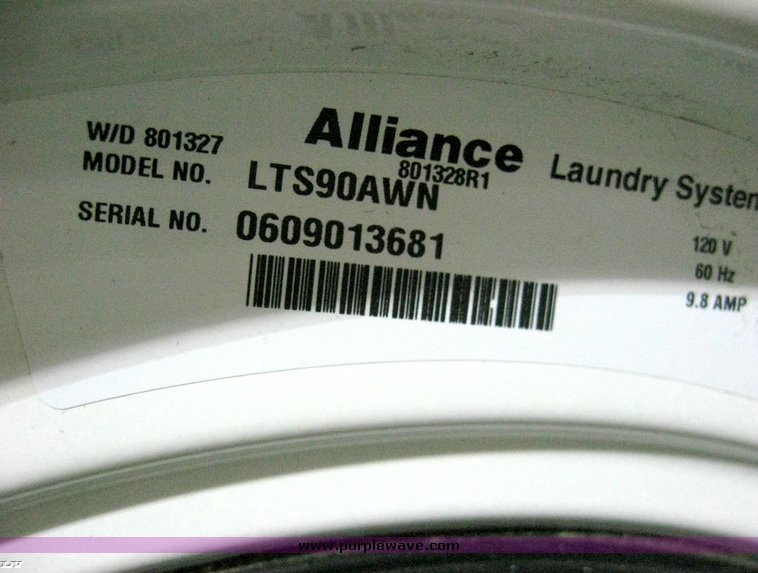 W/D 801327
Alliance Laundry System
801328R1
MODEL NO. LTS90AWN
SERIAL NO. 0609013681
120 V
60 Hz
9.8 AMP
www.purplewave.com